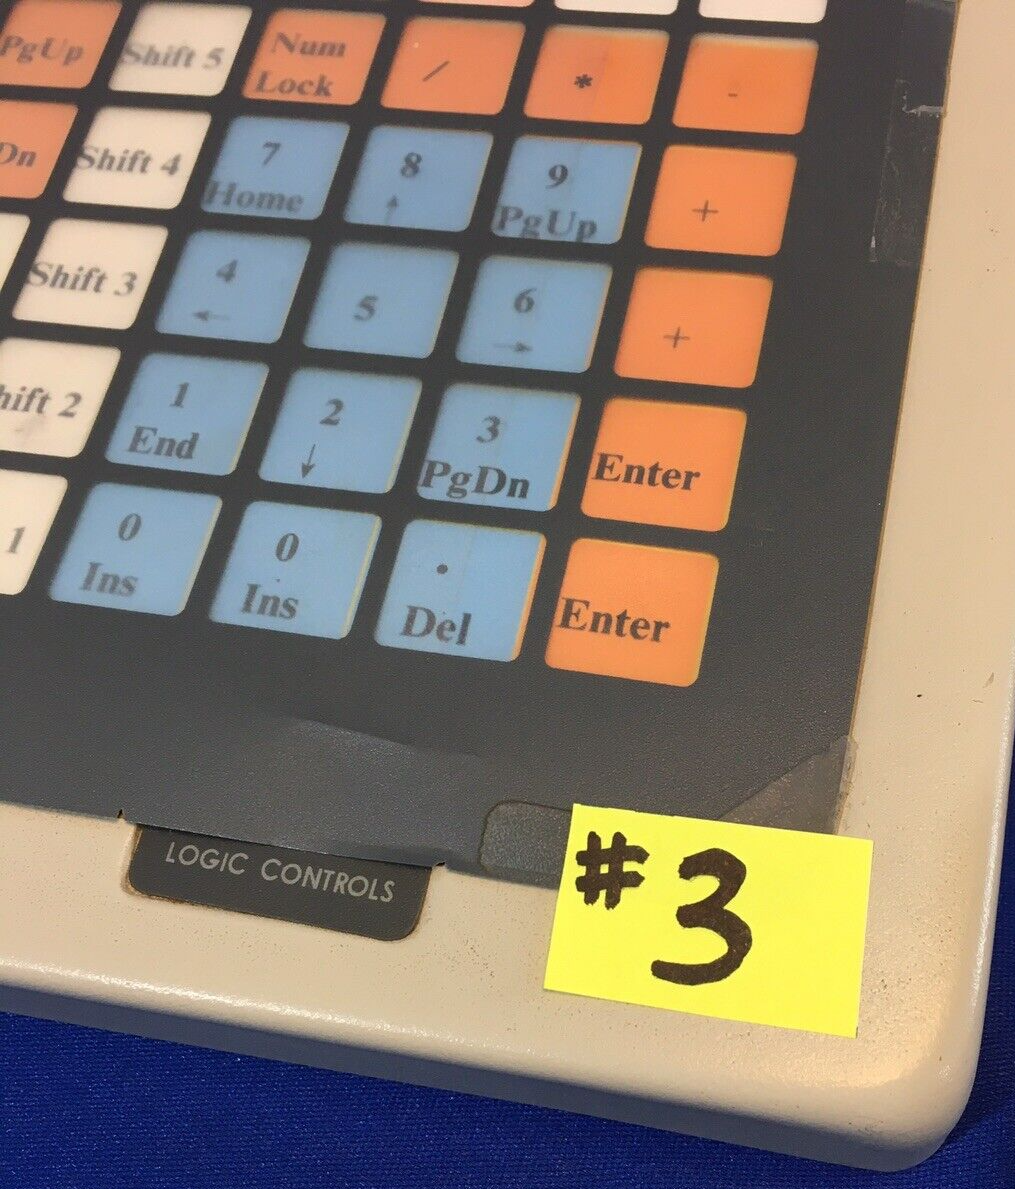 PgUp
Shift 5
Num
Lock
/
*
-
Dn
Shift 4
7
Home
8
↑
9
PgUp
+
Shift 3
4
←
5
6
→
+
hift 2
1
End
2
↓
3
PgDn
Enter
1
0
Ins
0
Ins
.
Del
Enter
LOGIC CONTROLS
#3